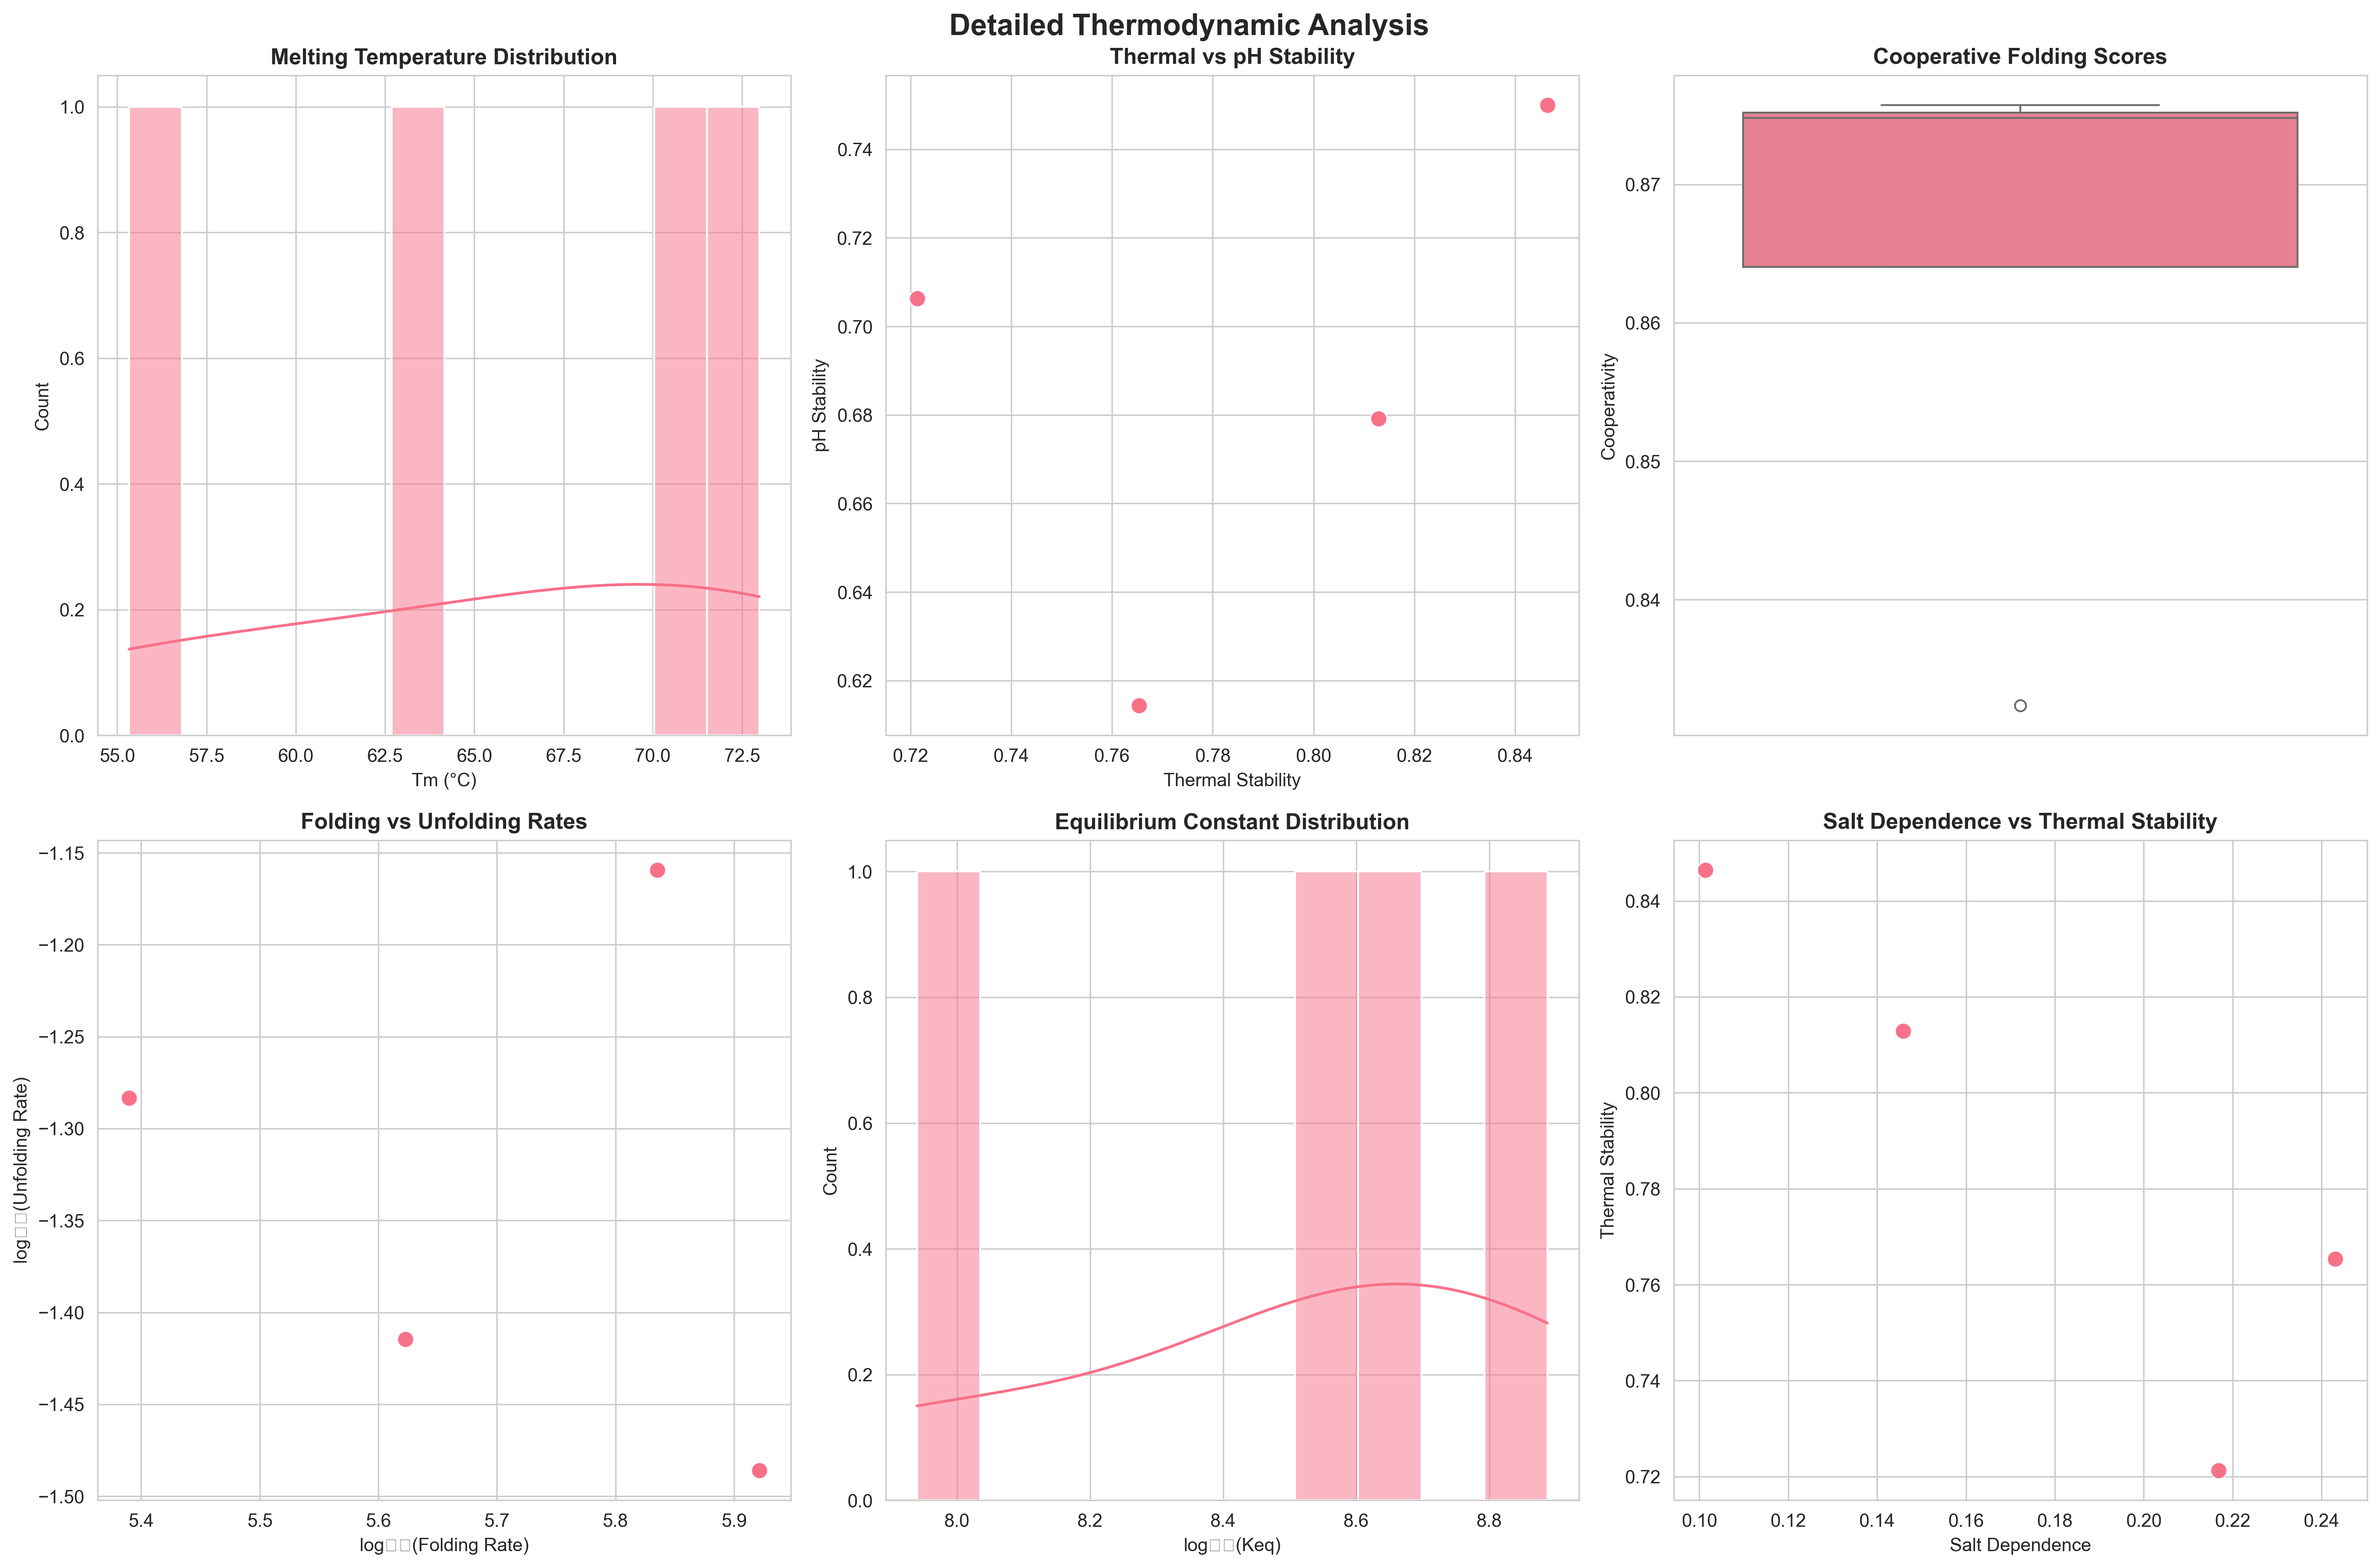 Detailed Thermodynamic Analysis
Melting Temperature Distribution
Count
1.0
0.8
0.6
0.4
0.2
0.0
55.0 57.5 60.0 62.5 65.0 67.5 70.0 72.5
Tm (°C)
Thermal vs pH Stability
pH Stability
0.74
0.72
0.70
0.68
0.66
0.64
0.62
0.72 0.74 0.76 0.78 0.80 0.82 0.84
Thermal Stability
Cooperative Folding Scores
Cooperativity
0.87
0.86
0.85
0.84
Folding vs Unfolding Rates
log□□(Unfolding Rate)
−1.15
−1.20
−1.25
−1.30
−1.35
−1.40
−1.45
−1.50
5.4 5.5 5.6 5.7 5.8 5.9
log□□(Folding Rate)
Equilibrium Constant Distribution
Count
1.0
0.8
0.6
0.4
0.2
0.0
8.0 8.2 8.4 8.6 8.8
log□□(Keq)
Salt Dependence vs Thermal Stability
Thermal Stability
0.84
0.82
0.80
0.78
0.76
0.74
0.72
0.10 0.12 0.14 0.16 0.18 0.20 0.22 0.24
Salt Dependence